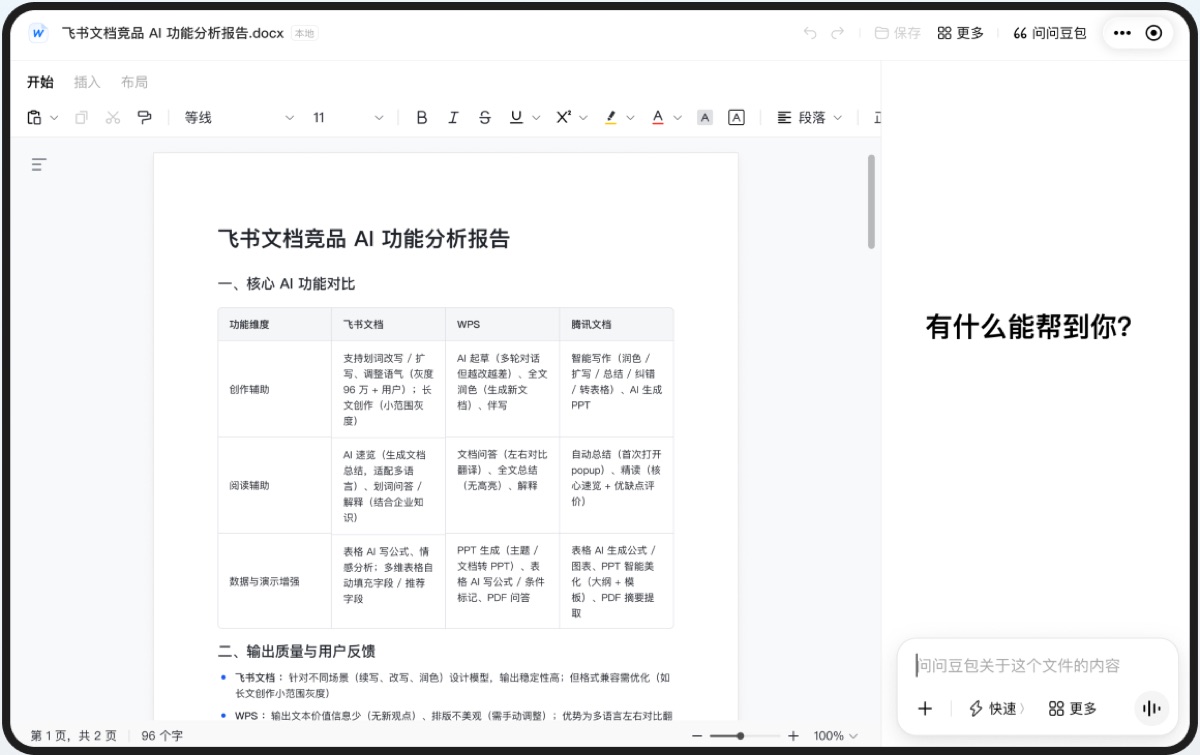 W 飞书文档竞品 AI 功能分析报告.docx 本地 保存 更多 问问豆包
开始 插入 布局
等线 11 B I S U X² A A A 段落
飞书文档竞品 AI 功能分析报告
一、核心 AI 功能对比
功能维度 飞书文档 WPS 腾讯文档
创作辅助
支持划词改写 / 扩
写、调整语气（灰度
96 万 + 用户）；长
文创作（小范围灰
度）
AI 起草（多轮对话
但越改越差）、全文
润色（生成新文
档）、伴写
智能写作（润色 /
扩写 / 总结 / 纠错
/ 转表格）、AI 生成
PPT
阅读辅助
AI 速览（生成文档
总结，适配多语
言）、划词问答 /
解释（结合企业知
识）
文档问答（左右对比
翻译）、全文总结
（无高亮）、解释
自动总结（首次打开
popup）、精读（核
心速览 + 优缺点评
价）
数据与演示增强
表格 AI 写公式、情
感分析；多维表格自
动填充字段 / 推荐
字段
PPT 生成（主题 /
文档转 PPT）、表
格 AI 写公式 / 条件
标记、PDF 问答
表格 AI 生成公式 /
图表、PPT 智能美
化（大纲 + 模
板）、PDF 摘要提
取
二、输出质量与用户反馈
• 飞书文档：针对不同场景（续写、改写、润色）设计模型，输出稳定性高；但格式兼容需优化（如
长文创作小范围灰度）
• WPS：输出文本价值信息少（无新观点）、排版不美观（需手动调整）；优势为多语言左右对比翻
第 1 页，共 2 页 96 个字 100%
有什么能帮到你?
问问豆包关于这个文件的内容
快速 更多